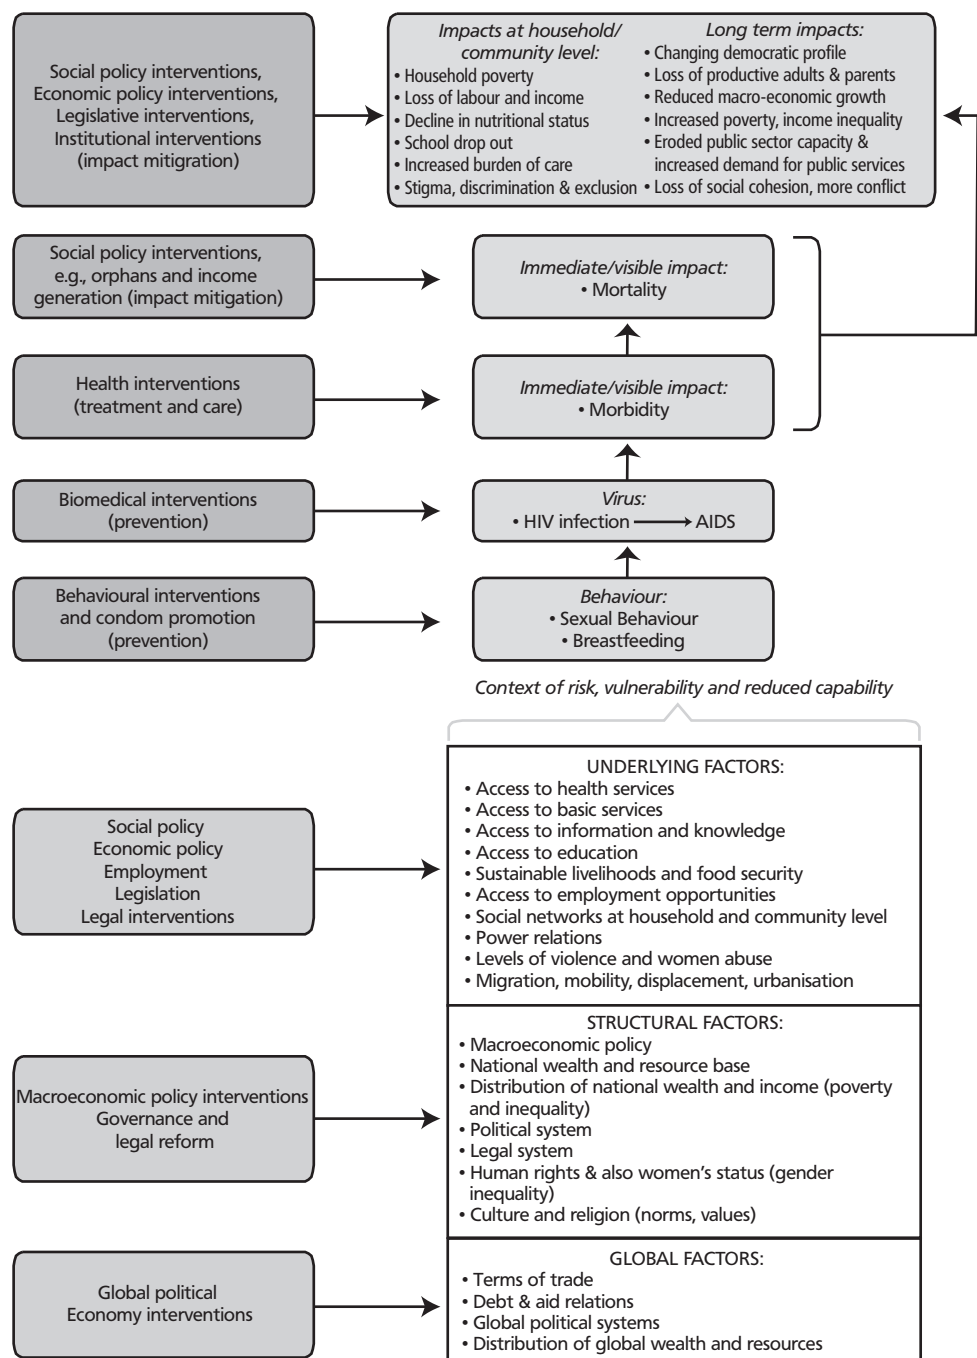 Social policy interventions,
Economic policy interventions,
Legislative interventions,
Institutional interventions
(impact mitigration)
Impacts at household/
community level:
• Household poverty
• Loss of labour and income
• Decline in nutritional status
• School drop out
• Increased burden of care
• Stigma, discrimination & exclusion
Long term impacts:
• Changing democratic profile
• Loss of productive adults & parents
• Reduced macro-economic growth
• Increased poverty, income inequality
• Eroded public sector capacity &
increased demand for public services
• Loss of social cohesion, more conflict
Social policy interventions,
e.g., orphans and income
generation (impact mitigation)
Immediate/visible impact:
• Mortality
Health interventions
(treatment and care)
Immediate/visible impact:
• Morbidity
Biomedical interventions
(prevention)
Virus:
• HIV infection → AIDS
Behavioural interventions
and condom promotion
(prevention)
Behaviour:
• Sexual Behaviour
• Breastfeeding
Context of risk, vulnerability and reduced capability
Social policy
Economic policy
Employment
Legislation
Legal interventions
UNDERLYING FACTORS:
• Access to health services
• Access to basic services
• Access to information and knowledge
• Access to education
• Sustainable livelihoods and food security
• Access to employment opportunities
• Social networks at household and community level
• Power relations
• Levels of violence and women abuse
• Migration, mobility, displacement, urbanisation
Macroeconomic policy interventions
Governance and
legal reform
STRUCTURAL FACTORS:
• Macroeconomic policy
• National wealth and resource base
• Distribution of national wealth and income (poverty
and inequality)
• Political system
• Legal system
• Human rights & also women's status (gender
inequality)
• Culture and religion (norms, values)
Global political
Economy interventions
GLOBAL FACTORS:
• Terms of trade
• Debt & aid relations
• Global political systems
• Distribution of global wealth and resources